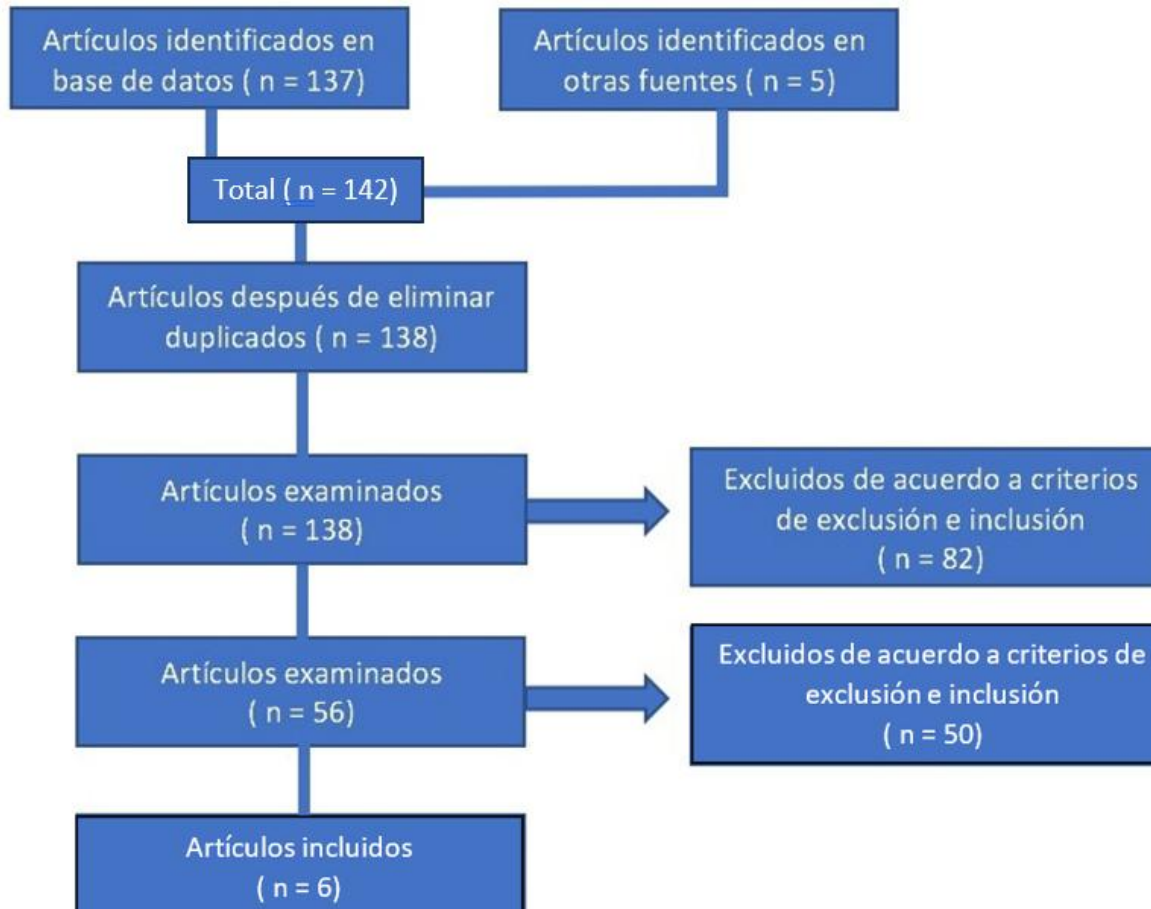 Artículos identificados en
base de datos ( n = 137)
Artículos identificados en
otras fuentes ( n = 5)
Total ( n = 142)
Artículos después de eliminar
duplicados ( n = 138)
Artículos examinados
( n = 138)
Excluidos de acuerdo a criterios
de exclusión e inclusión
( n = 82)
Artículos examinados
( n = 56)
Excluidos de acuerdo a criterios de
exclusión e inclusión
( n = 50)
Artículos incluidos
( n = 6)